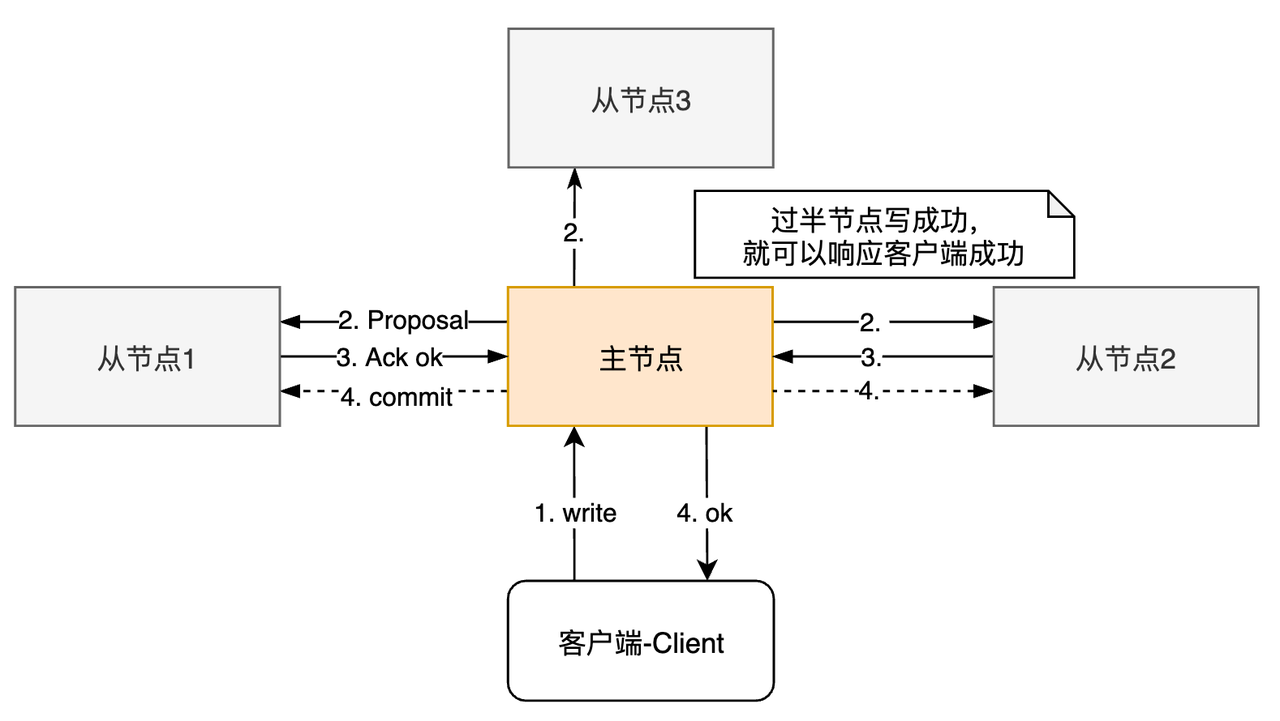 从节点3
2.
过半节点写成功，
就可以响应客户端成功
从节点1
2. Proposal
3. Ack ok
4. commit
主节点
2.
3.
4.
从节点2
1. write
4. ok
客户端-Client